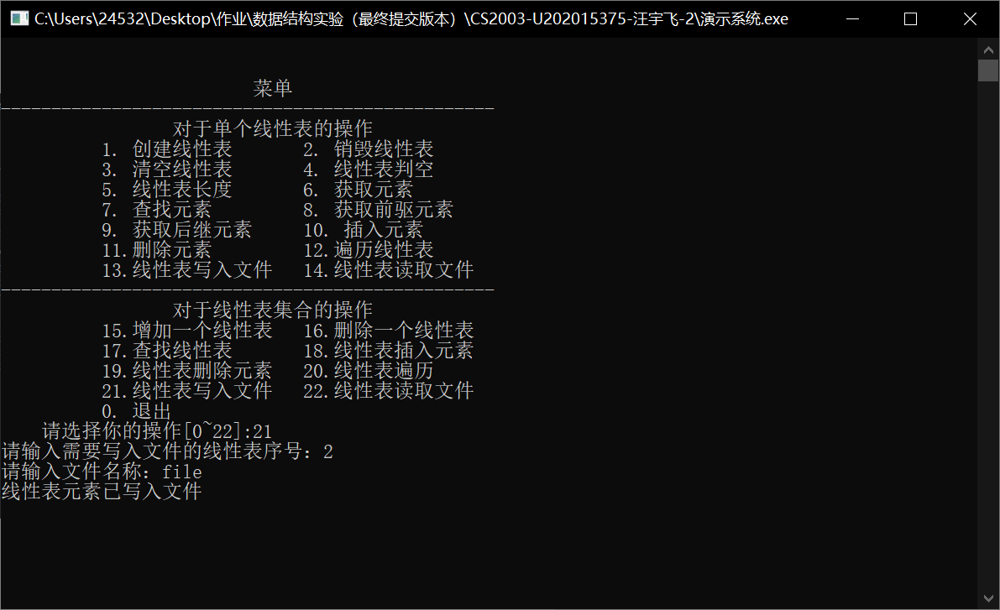 C:\Users\24532\Desktop\作业\数据结构实验（最终提交版本）\CS2003-U202015375-汪宇飞-2\演示系统.exe
菜单
-------------------------------------------------
对于单个线性表的操作
1. 创建线性表 2. 销毁线性表
3. 清空线性表 4. 线性表判空
5. 线性表长度 6. 获取元素
7. 查找元素 8. 获取前驱元素
9. 获取后继元素 10. 插入元素
11.删除元素 12.遍历线性表
13.线性表写入文件 14.线性表读取文件
-------------------------------------------------
对于线性表集合的操作
15.增加一个线性表 16.删除一个线性表
17.查找线性表 18.线性表插入元素
19.线性表删除元素 20.线性表遍历
21.线性表写入文件 22.线性表读取文件
0. 退出
请选择你的操作[0~22]:21
请输入需要写入文件的线性表序号：2
请输入文件名称：file
线性表元素已写入文件